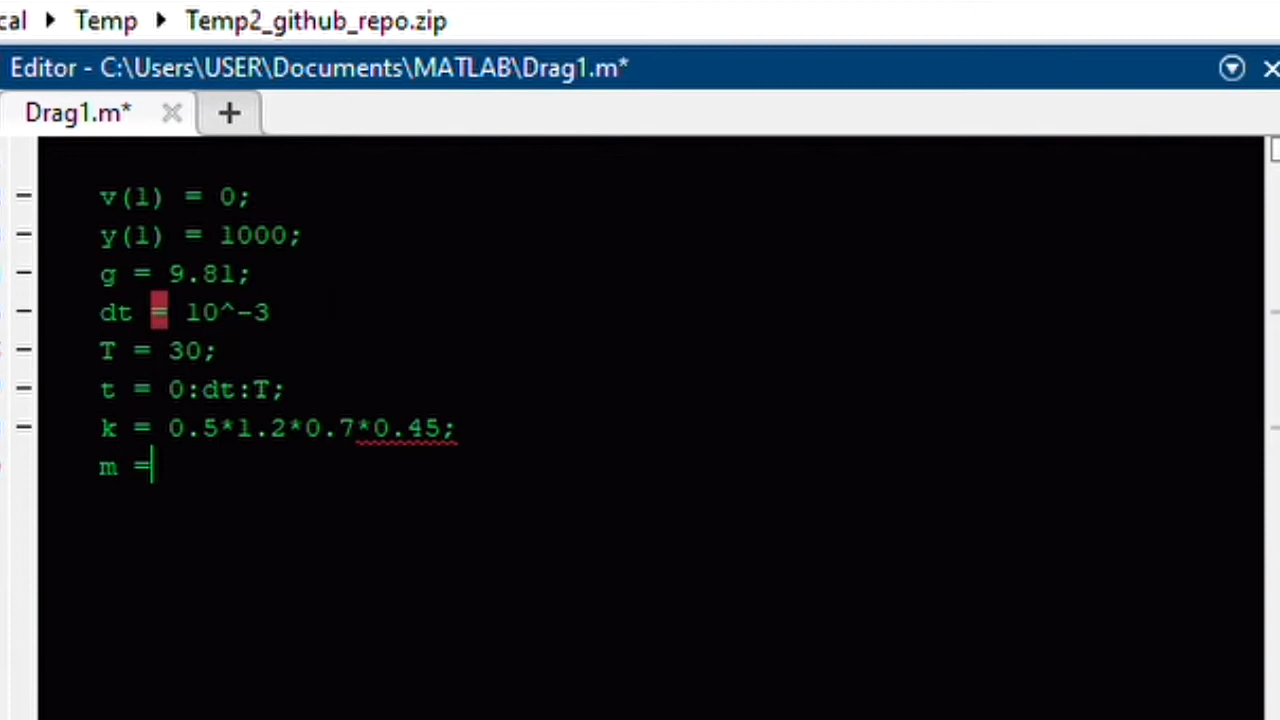 cal ▶ Temp ▶ Temp2_github_repo.zip
Editor - C:\Users\USER\Documents\MATLAB\Drag1.m*
Drag1.m*
v(1) = 0;
y(1) = 1000;
g = 9.81;
dt = 10^-3
T = 30;
t = 0:dt:T;
k = 0.5*1.2*0.7*0.45;
m =